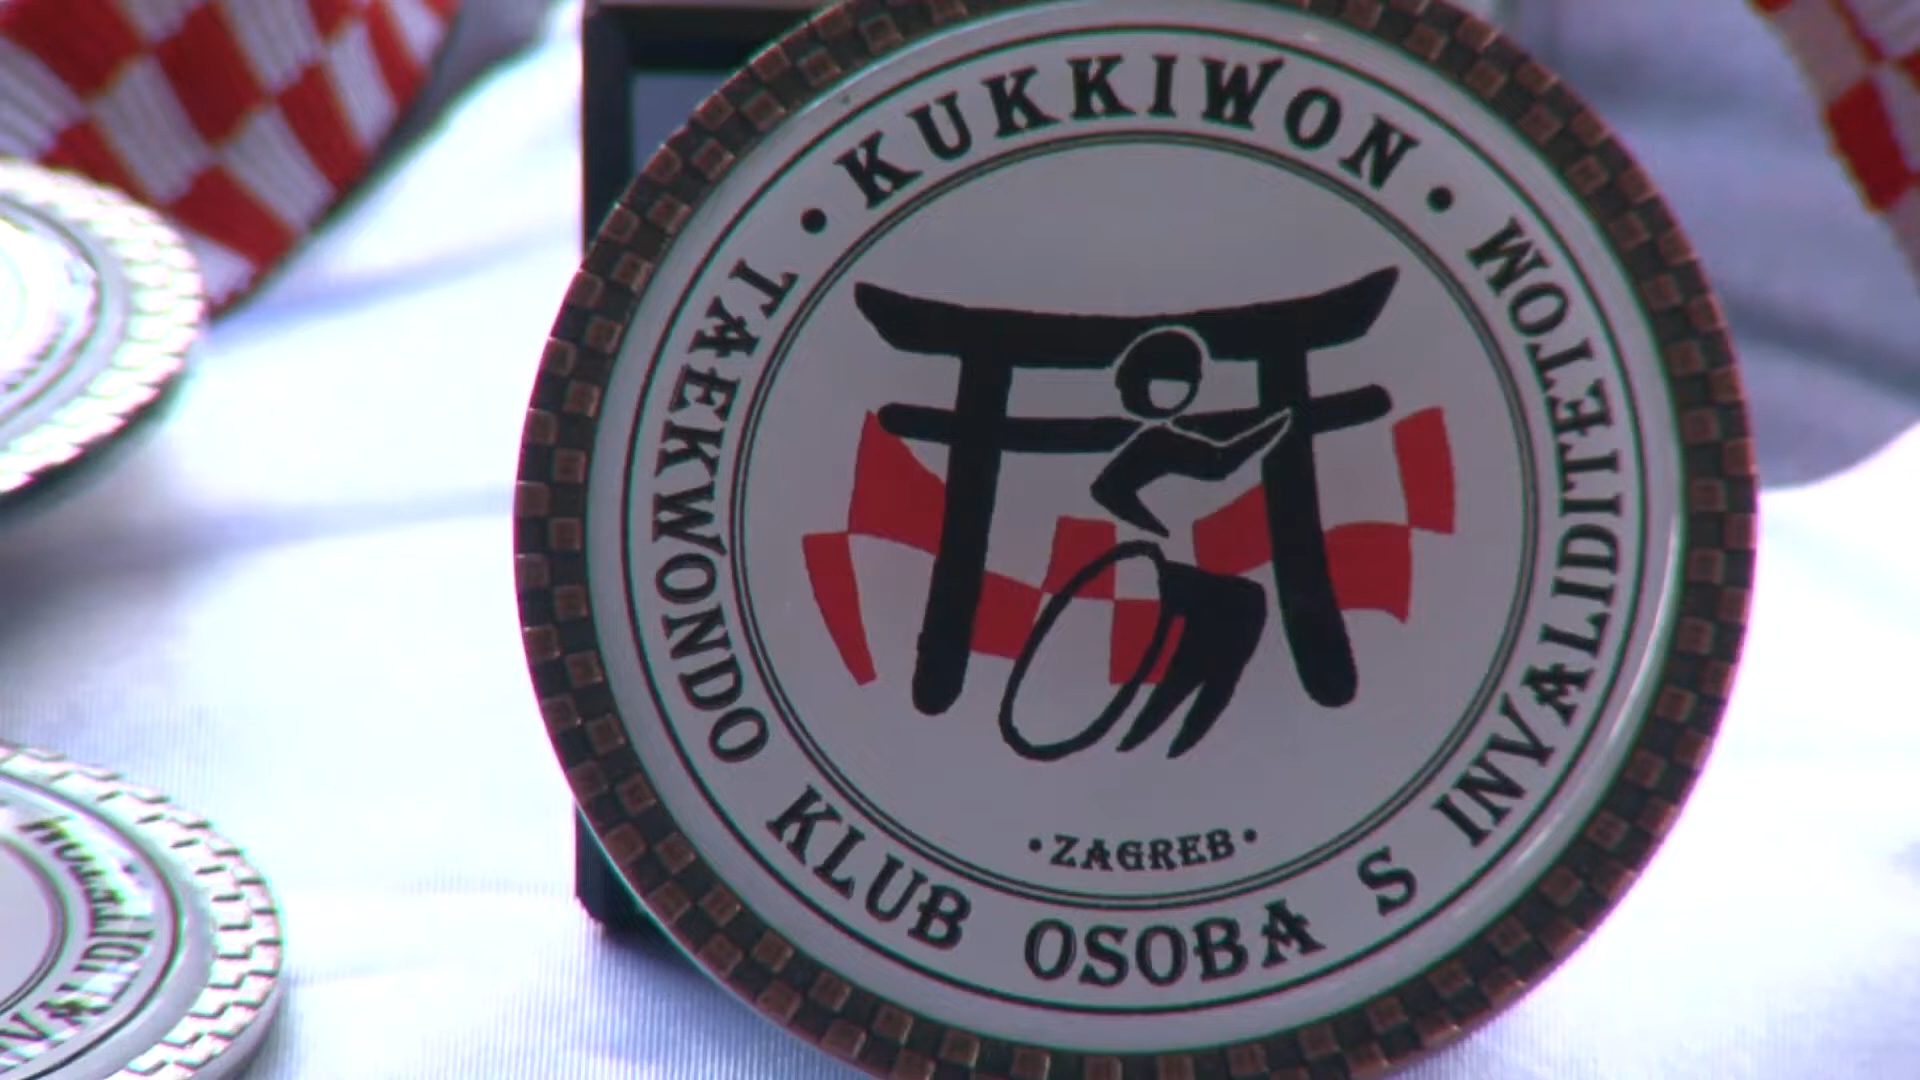 • KUKKIWON •
TAEKWONDO KLUB OSOBA S INVALIDITETOM
• ZAGREB •